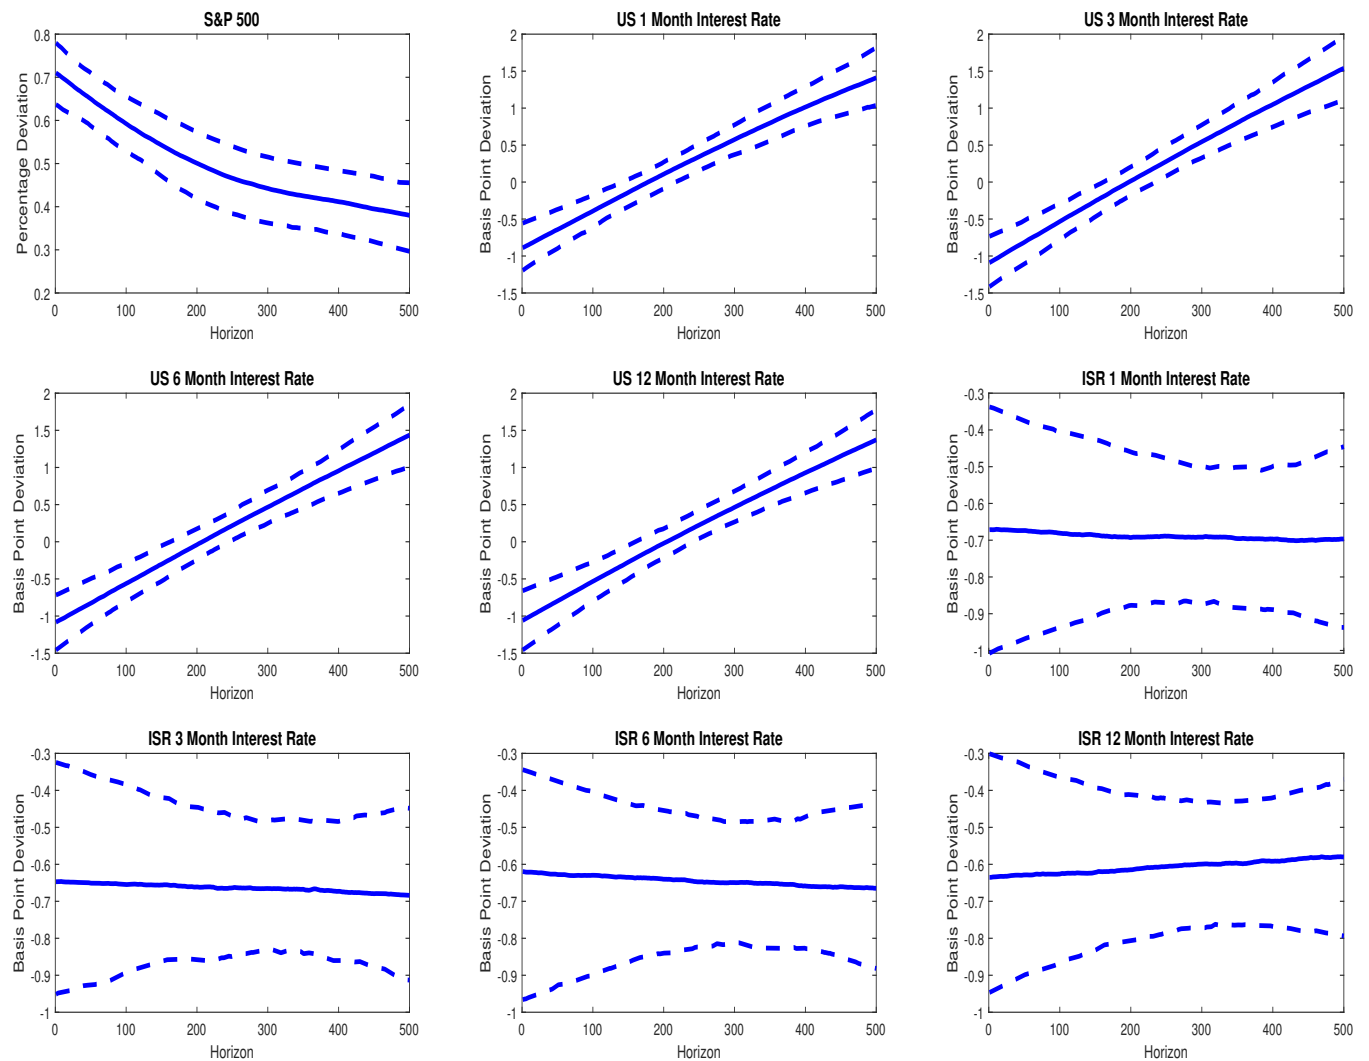 S&P 500
US 1 Month Interest Rate
US 3 Month Interest Rate
Percentage Deviation
0.8
0.7
0.6
0.5
0.4
0.3
0.2
0 100 200 300 400 500
Horizon
Basis Point Deviation
2
1.5
1
0.5
0
-0.5
-1
-1.5
0 100 200 300 400 500
Horizon
Basis Point Deviation
2
1.5
1
0.5
0
-0.5
-1
-1.5
0 100 200 300 400 500
Horizon
US 6 Month Interest Rate
US 12 Month Interest Rate
ISR 1 Month Interest Rate
Basis Point Deviation
2
1.5
1
0.5
0
-0.5
-1
-1.5
0 100 200 300 400 500
Horizon
Basis Point Deviation
2
1.5
1
0.5
0
-0.5
-1
-1.5
0 100 200 300 400 500
Horizon
Basis Point Deviation
-0.3
-0.4
-0.5
-0.6
-0.7
-0.8
-0.9
-1
0 100 200 300 400 500
Horizon
ISR 3 Month Interest Rate
ISR 6 Month Interest Rate
ISR 12 Month Interest Rate
Basis Point Deviation
-0.3
-0.4
-0.5
-0.6
-0.7
-0.8
-0.9
-1
0 100 200 300 400 500
Horizon
Basis Point Deviation
-0.3
-0.4
-0.5
-0.6
-0.7
-0.8
-0.9
-1
0 100 200 300 400 500
Horizon
Basis Point Deviation
-0.3
-0.4
-0.5
-0.6
-0.7
-0.8
-0.9
-1
0 100 200 300 400 500
Horizon